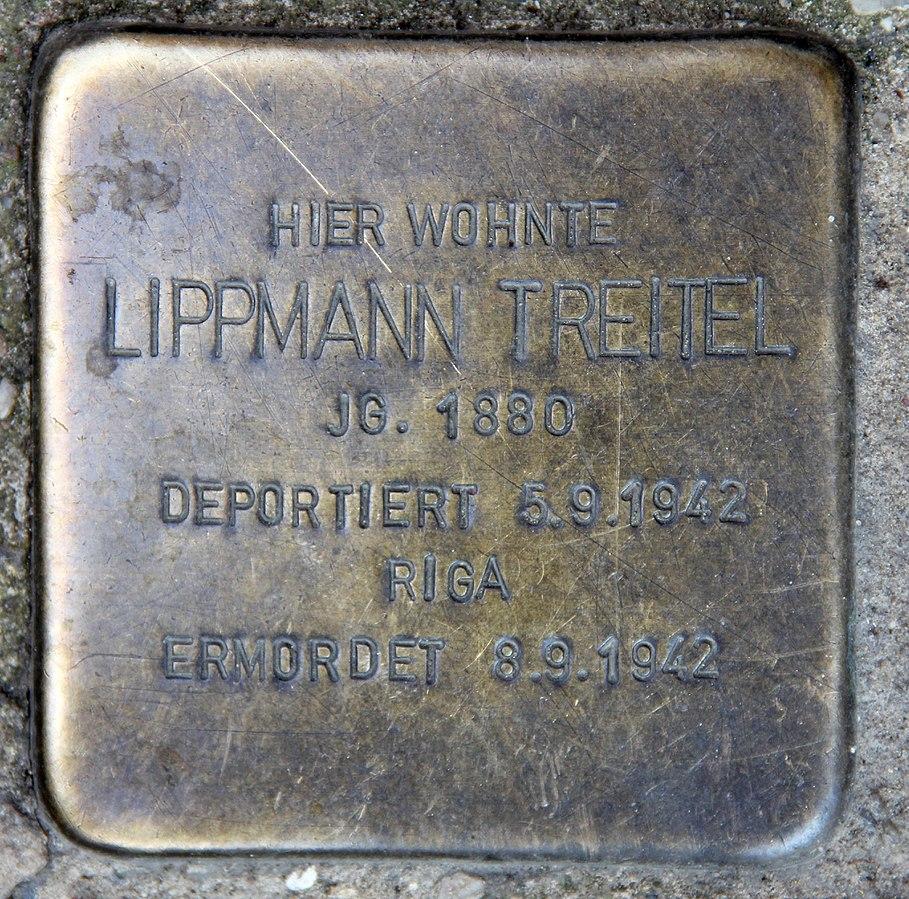 HIER WOHNTE
LIPPMANN TREITEL
JG. 1880
DEPORTIERT 5.9.1942
RIGA
ERMORDET 8.9.1942